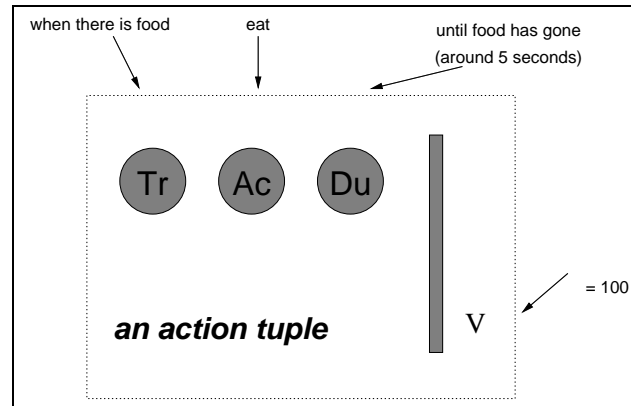 when there is food
eat
until food has gone
(around 5 seconds)
Tr
Ac
Du
= 100
an action tuple
V